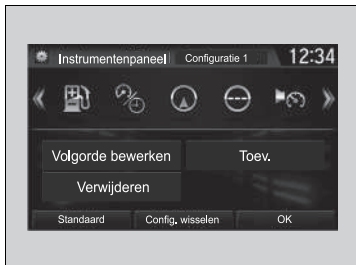 Instrumentenpaneel Configuratie 1 12:34
Volgorde bewerken Toev.
Verwijderen
Standaard Config. wisselen OK